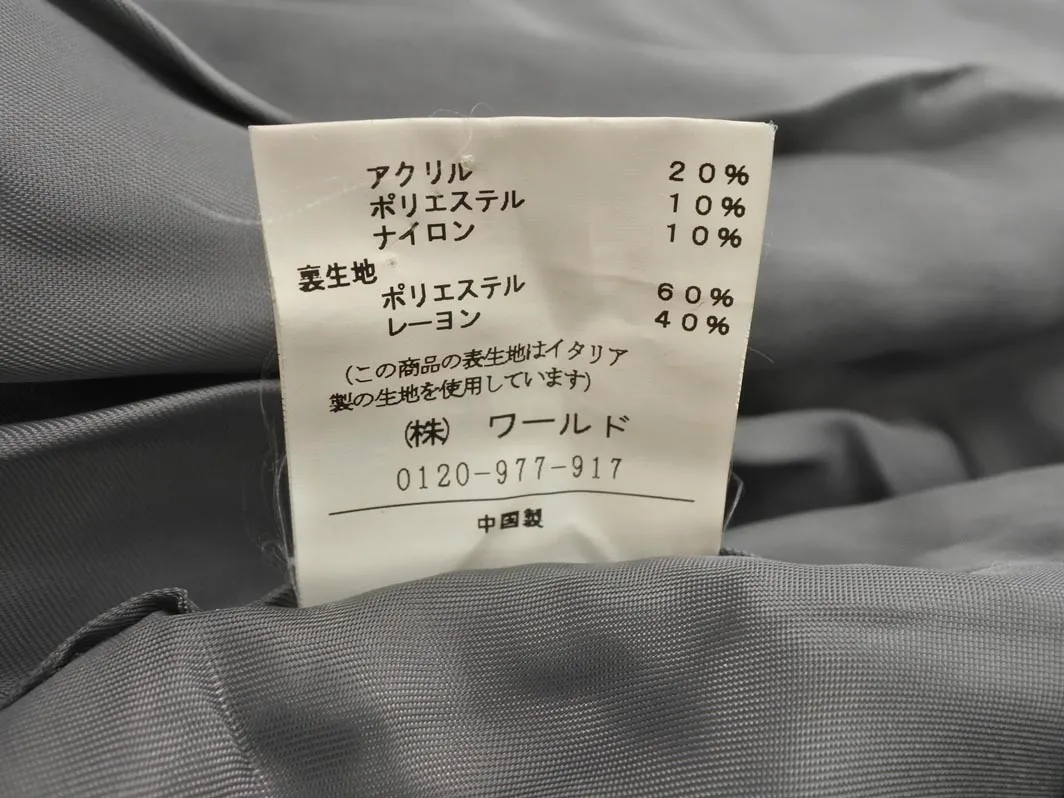 アクリル ２０％
ポリエステル １０％
ナイロン １０％
裏生地
ポリエステル ６０％
レーヨン ４０％
(この商品の表生地はイタリア
製の生地を使用しています)
㈱ ワールド
0120-977-917
中国製